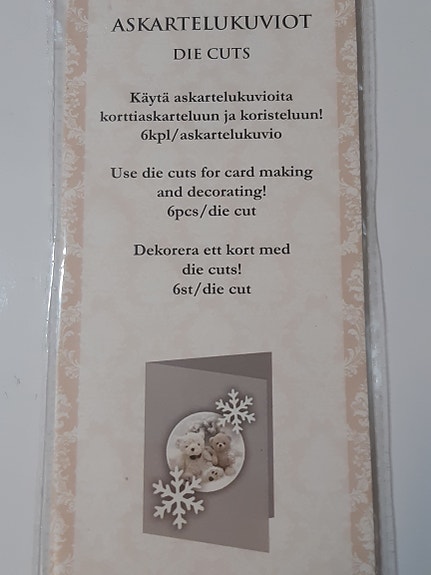 ASKARTELUKUVIOT
DIE CUTS
Käytä askartelukuvioita
korttiaskarteluun ja koristeluun!
6kpl/askartelukuvio
Use die cuts for card making
and decorating!
6pcs/die cut
Dekorera ett kort med
die cuts!
6st/die cut